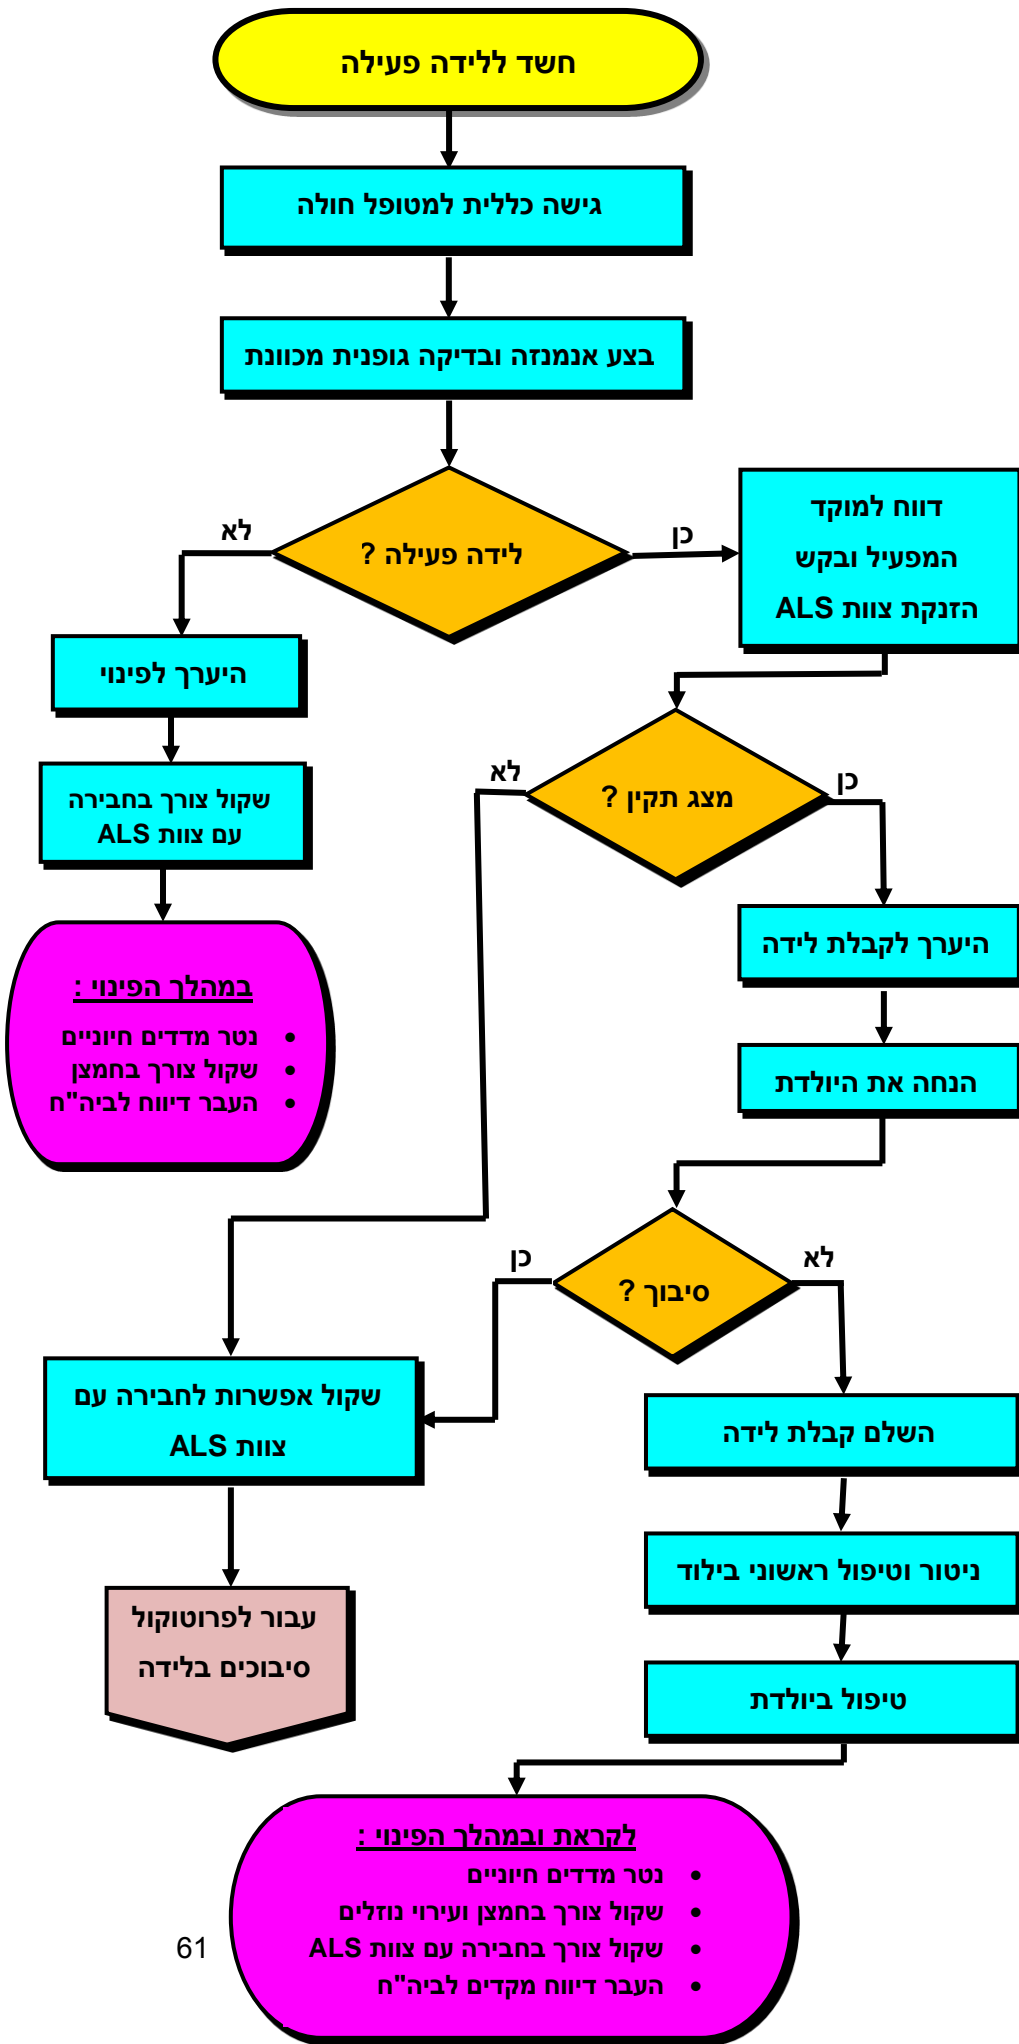 חשד ללידה פעילה
גישה כללית למטופל חולה
בצע אנמנזה ובדיקה גופנית מכוונת
לידה פעילה ?
כן
לא
דווח למוקד
המפעיל ובקש
הזנקת צוות ALS
היערך לפינוי
שקול צורך בחבירה
עם צוות ALS
במהלך הפינוי :
• נטר מדדים חיוניים
• שקול צורך בחמצן
• העבר דיווח לביה"ח
מצג תקין ?
כן
לא
היערך לקבלת לידה
הנחה את היולדת
סיבוך ?
לא
כן
שקול אפשרות לחבירה עם
צוות ALS
עבור לפרוטוקול
סיבוכים בלידה
השלם קבלת לידה
ניטור וטיפול ראשוני בילוד
טיפול ביולדת
לקראת ובמהלך הפינוי :
• נטר מדדים חיוניים
• שקול צורך בחמצן ועירוי נוזלים
• שקול צורך בחבירה עם צוות ALS
• העבר דיווח מקדים לביה"ח
61